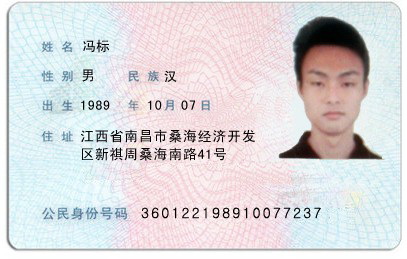 姓名 冯标
性别 男 民族 汉
出生 1989 年 10 月 07 日
住址 江西省南昌市桑海经济开发
区新祺周桑海南路41号
公民身份号码 360122198910077237